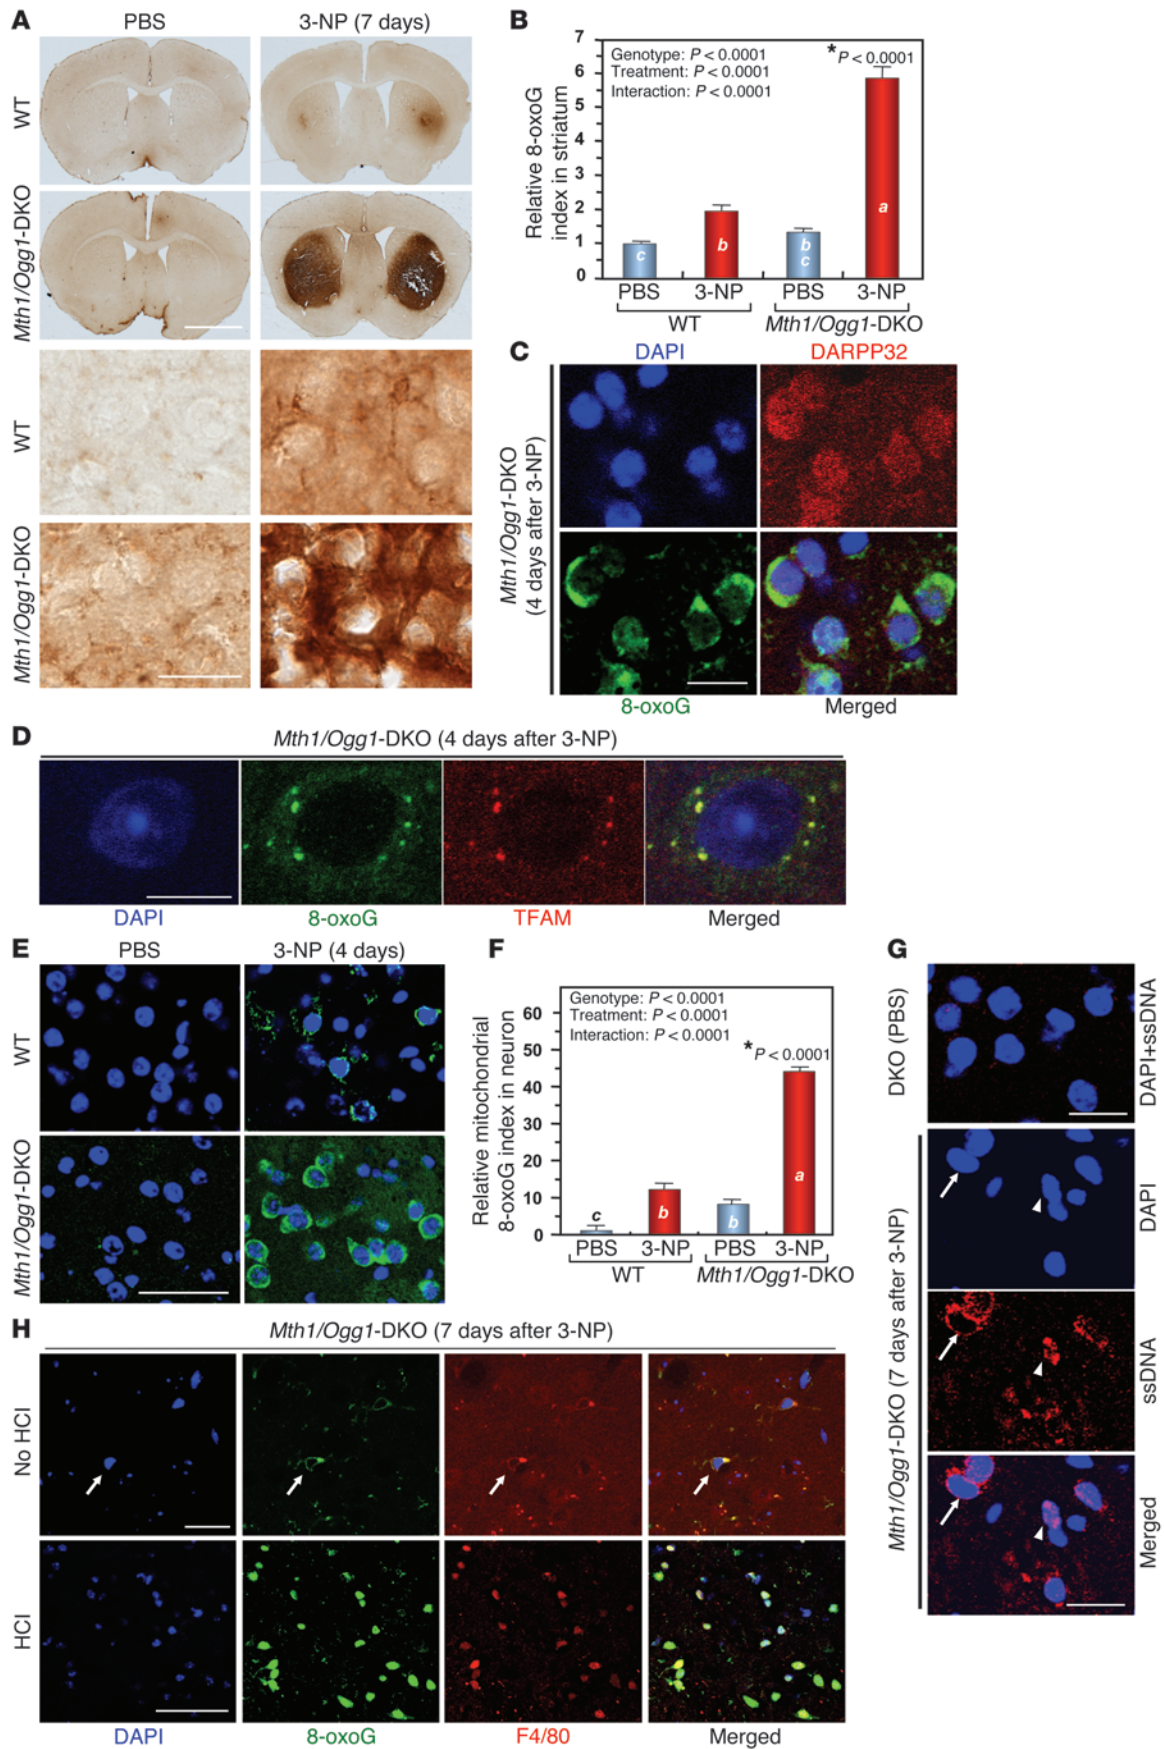 A
PBS
3-NP (7 days)
WT
Mth1/Ogg1-DKO
WT
Mth1/Ogg1-DKO
B
Relative 8-oxoG
index in striatum
7
6
5
4
3
2
1
0
Genotype: P < 0.0001
Treatment: P < 0.0001
Interaction: P < 0.0001
* P < 0.0001
c
b
b
c
a
PBS
3-NP
PBS
3-NP
WT
Mth1/Ogg1-DKO
C
DAPI
DARPP32
Mth1/Ogg1-DKO
(4 days after 3-NP)
8-oxoG
Merged
D
Mth1/Ogg1-DKO (4 days after 3-NP)
DAPI
8-oxoG
TFAM
Merged
E
PBS
3-NP (4 days)
WT
Mth1/Ogg1-DKO
F
Relative mitochondrial
8-oxoG index in neuron
60
50
40
30
20
10
0
Genotype: P < 0.0001
Treatment: P < 0.0001
Interaction: P < 0.0001
* P < 0.0001
c
b
b
a
PBS
3-NP
PBS
3-NP
WT
Mth1/Ogg1-DKO
G
DKO (PBS)
DAPI+ssDNA
Mth1/Ogg1-DKO (7 days after 3-NP)
DAPI
ssDNA
Merged
H
Mth1/Ogg1-DKO (7 days after 3-NP)
No HCl
HCl
DAPI
8-oxoG
F4/80
Merged